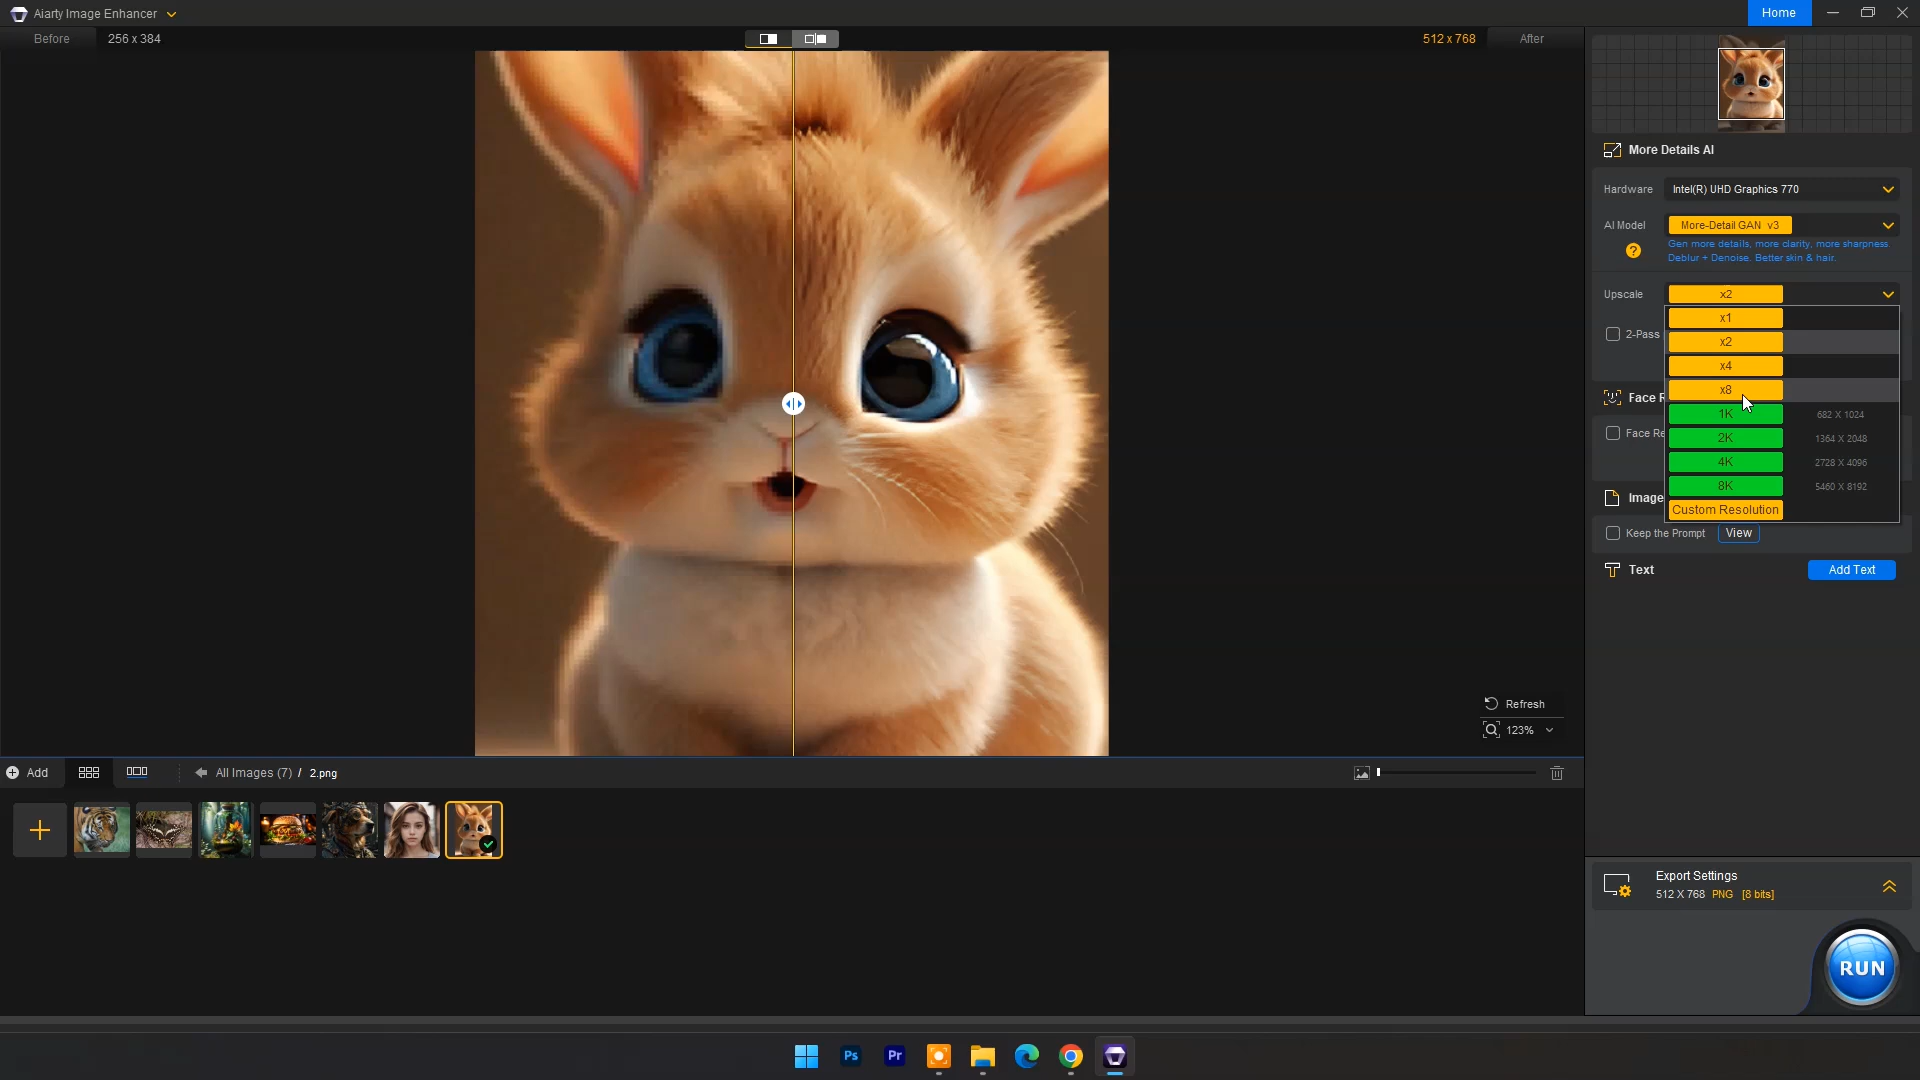 Aiarty Image Enhancer
Home
Before
256 x 384
512 x 768
After
More Details AI
Hardware
Intel(R) UHD Graphics 770
AI Model
More-Detail GAN v3
?
Gen more details, more clarity, more sharpness.
Deblur + Denoise. Better skin & hair.
Upscale
x2
x1
2-Pass
x2
x4
x8
Face R
1K
682 X 1024
Face Re
2K
1364 X 2048
4K
2728 X 4096
8K
5460 X 8192
Image
Custom Resolution
Keep the Prompt
View
Text
Add Text
Refresh
123%
Add
All Images (7) / 2.png
Export Settings
512 X 768 PNG [8 bits]
RUN
Ps
Pr